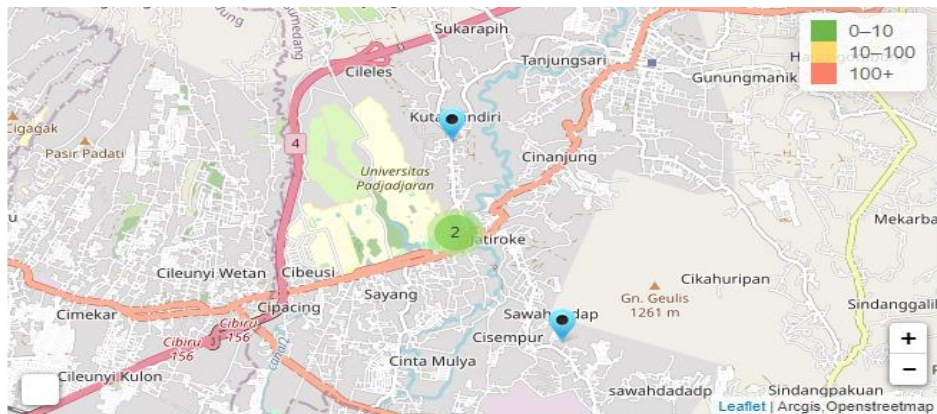 Sukarapih
0–10
10–100
100+
Tanjungsari
Cileles
Gunungmanik
Cigagak
4
Pasir Padati
Cinanjung
Universitas
Padjadjaran
Mekarba
2
Jatiroke
Cileunyi Wetan
Cibeusi
Cikahuripan
Sayang
Gn. Geulis
1261 m
Cimekar
Cipacing
Sindanggali
Cibiru
156
Cibiru
156
Cisempur
+
Cinta Mulya
−
Cileunyi Kulon
sawahdadadp
Sindangpakuan
Leaflet | Arcgis,Openstreetmap